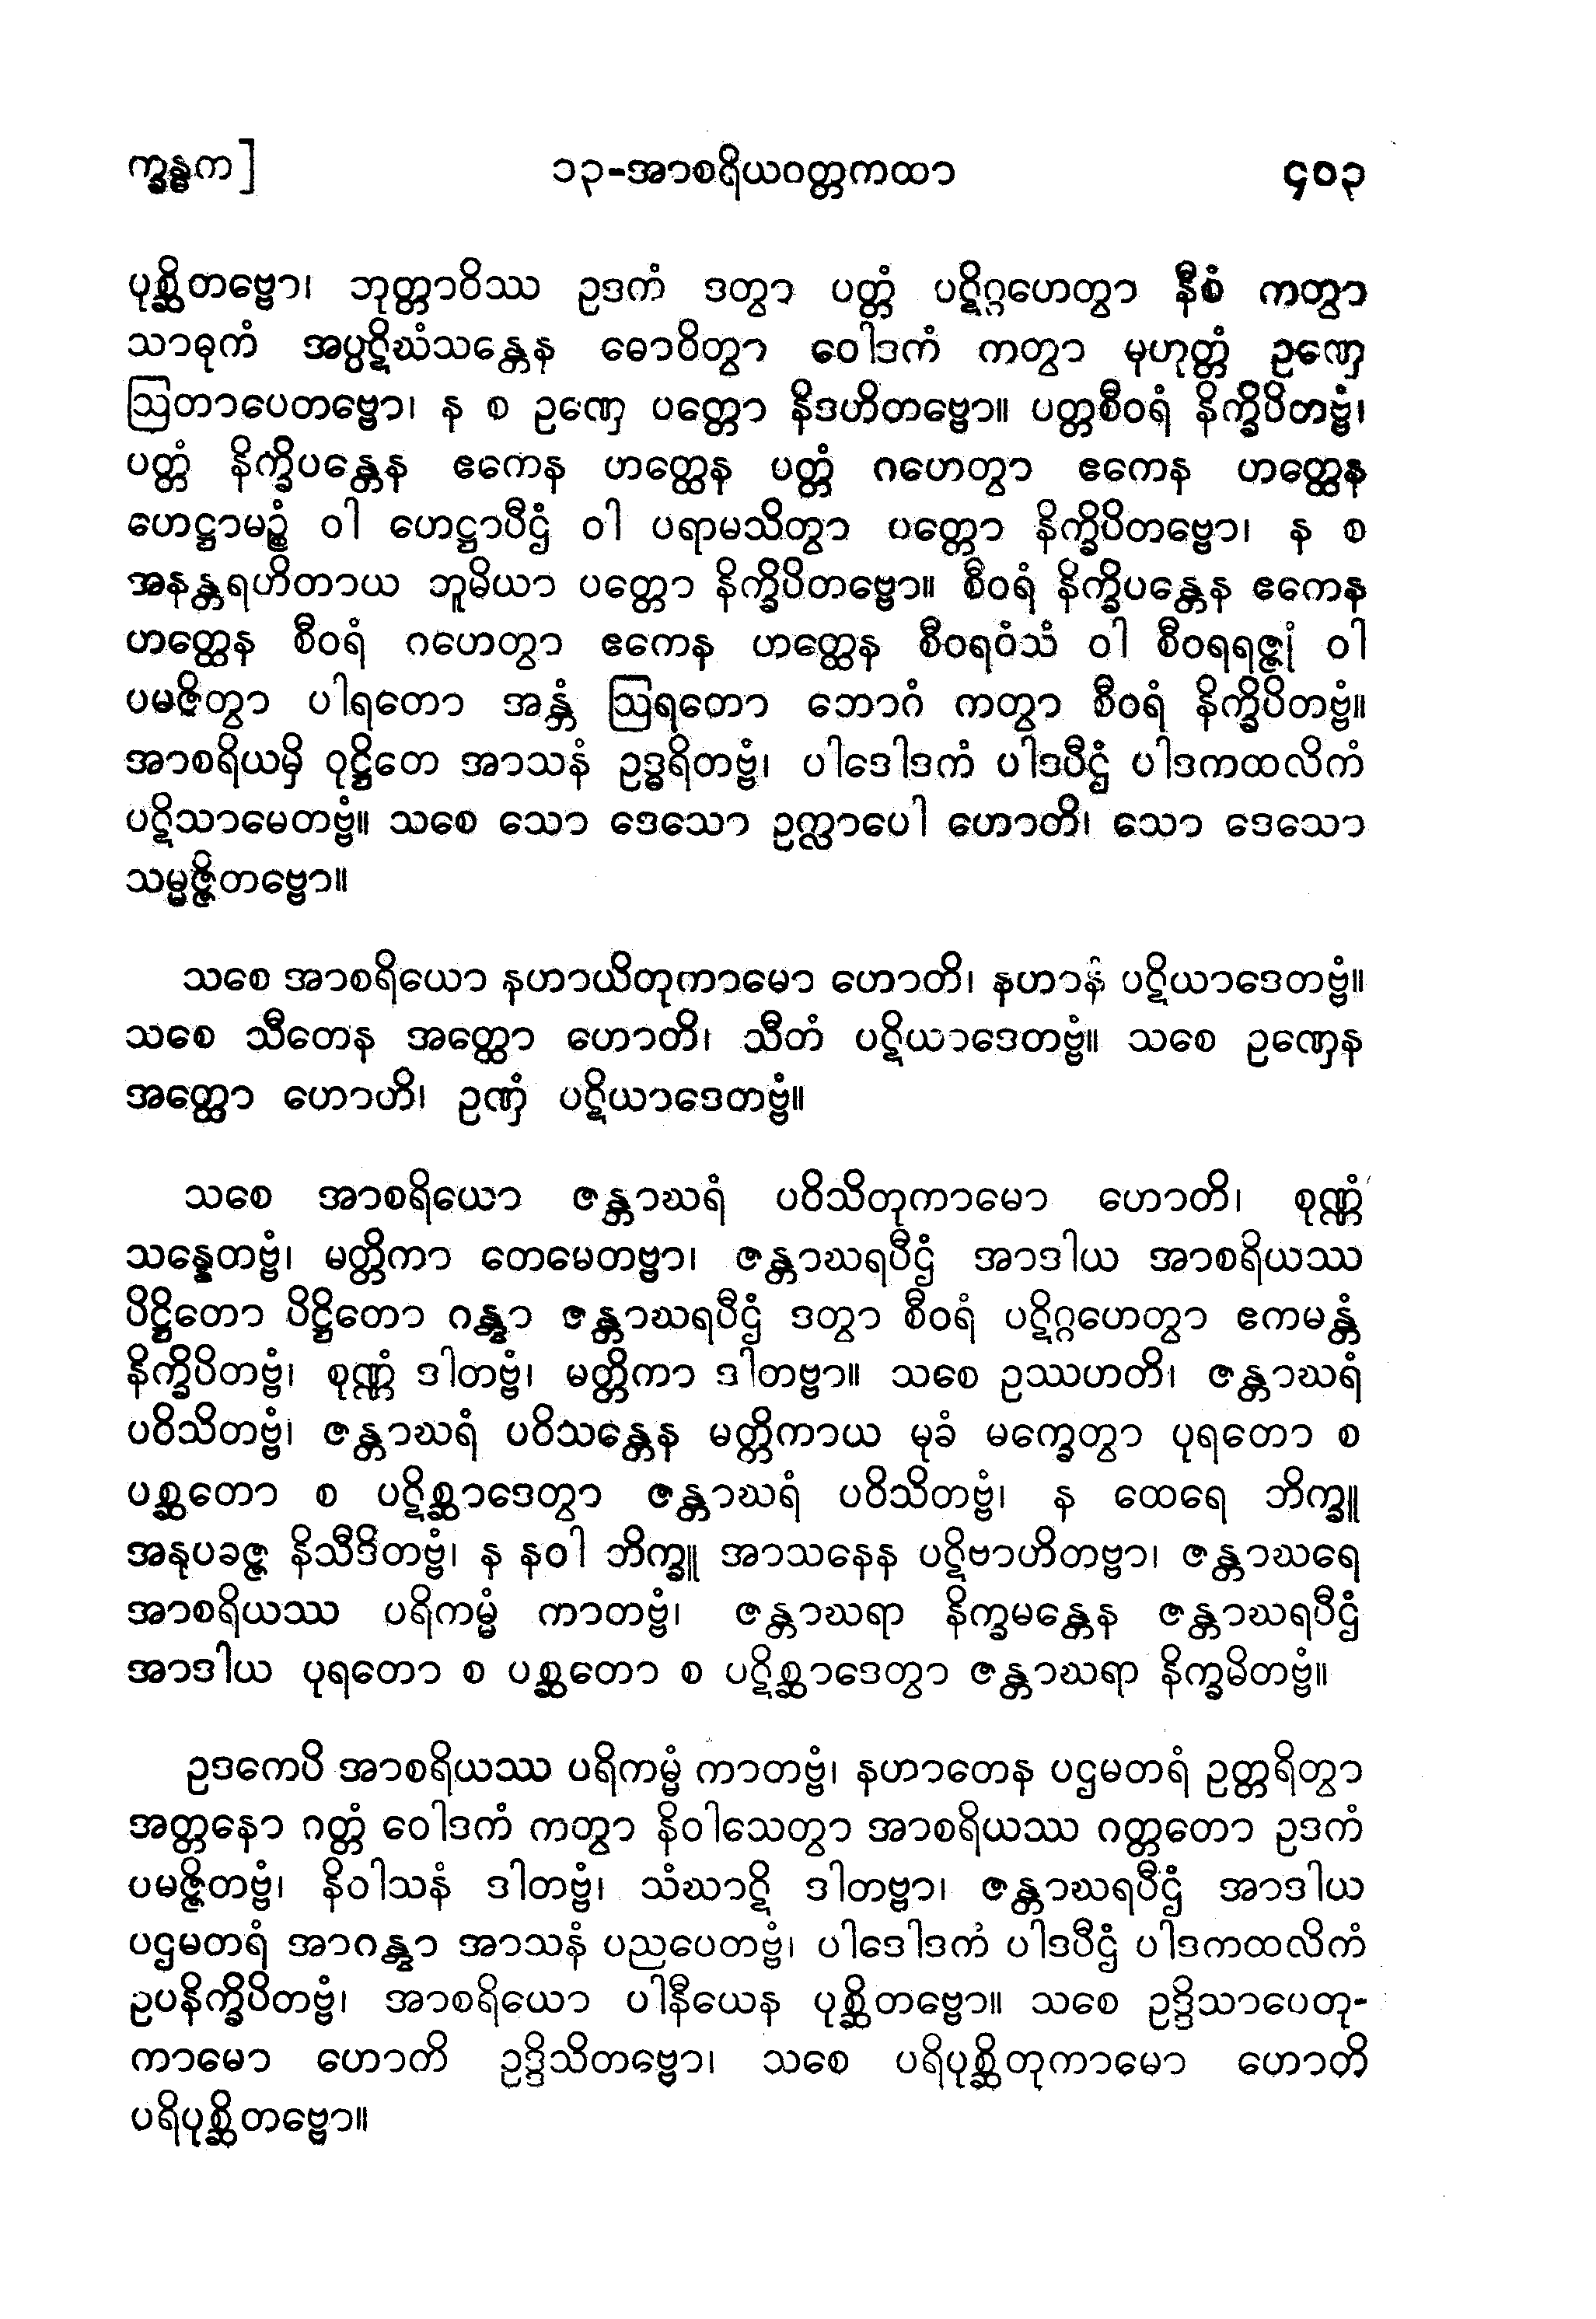 က္ခန္ဓက]
၁၃-အာစရိယဝတ္တကထာ
၄၀၃
ပုစ္ဆိတဗ္ဗော၊ ဘုတ္တာဝိဿ ဥဒကံ ဒတွာ ပတ္တံ ပဋိဂ္ဂဟေတွာ နီစံ ကတွာ
သာဓုကံ အပ္ပဋိဃံသန္တေန ဓောဝိတွာ ဝေါဒကံ ကတွာ မုဟုတ္တံ ဥဏှေ
ဩတာပေတဗ္ဗော၊ န စ ဥဏှေ ပတ္တော နိဒဟိတဗ္ဗော။ ပတ္တစီဝရံ နိက္ခိပိတဗ္ဗံ၊
ပတ္တံ နိက္ခိပန္တေန ဧကေန ဟတ္ထေန ပတ္တံ ဂဟေတွာ ဧကေန ဟတ္ထေန
ဟေဋ္ဌာမဉ္စံ ဝါ ဟေဋ္ဌာပီဌံ ဝါ ပရာမသိတွာ ပတ္တော နိက္ခိပိတဗ္ဗော၊ န စ
အနန္တရဟိတာယ ဘူမိယာ ပတ္တော နိက္ခိပိတဗ္ဗော။ စီဝရံ နိက္ခိပန္တေန ဧကေန
ဟတ္ထေန စီဝရံ ဂဟေတွာ ဧကေန ဟတ္ထေန စီဝရဝံသံ ဝါ စီဝရရဇ္ဇုံ ဝါ
ပမဇ္ဇိတွာ ပါရတော အန္တံ ဩရတော ဘောဂံ ကတွာ စီဝရံ နိက္ခိပိတဗ္ဗံ။
အာစရိယမှိ ဝုဋ္ဌိတေ အာသနံ ဥဒ္ဓရိတဗ္ဗံ၊ ပါဒေါဒကံ ပါဒပီဌံ ပါဒကထလိကံ
ပဋိသာမေတဗ္ဗံ။ သစေ သော ဒေသော ဥက္လာပေါ ဟောတိ၊ သော ဒေသော
သမ္မဇ္ဇိတဗ္ဗော။
သစေ အာစရိယော နဟာယိတုကာမော ဟောတိ၊ နဟာနံ ပဋိယာဒေတဗ္ဗံ။
သစေ သီတေန အတ္ထော ဟောတိ၊ သီတံ ပဋိယာဒေတဗ္ဗံ။ သစေ ဥဏှေန
အတ္ထော ဟောဟိ၊ ဥဏှံ ပဋိယာဒေတဗ္ဗံ။
သစေ အာစရိယော ဇန္တာဃရံ ပဝိသိတုကာမော ဟောတိ၊ စုဏ္ဏံ
သန္နေတဗ္ဗံ၊ မတ္တိကာ တေမေတဗ္ဗာ၊ ဇန္တာဃရပီဌံ အာဒါယ အာစရိယဿ
ပိဋ္ဌိတော ပိဋ္ဌိတော ဂန္တွာ ဇန္တာဃရပီဌံ ဒတွာ စီဝရံ ပဋိဂ္ဂဟေတွာ ဧကမန္တံ
နိက္ခိပိတဗ္ဗံ၊ စုဏ္ဏံ ဒါတဗ္ဗံ၊ မတ္တိကာ ဒါတဗ္ဗာ။ သစေ ဥဿဟတိ၊ ဇန္တာဃရံ
ပဝိသိတဗ္ဗံ၊ ဇန္တာဃရံ ပဝိသန္တေန မတ္တိကာယ မုခံ မက္ခေတွာ ပုရတော စ
ပစ္ဆတော စ ပဋိစ္ဆာဒေတွာ ဇန္တာဃရံ ပဝိသိတဗ္ဗံ၊ န ထေရေ ဘိက္ခူ
အနုပခဇ္ဇ နိသီဒိတဗ္ဗံ၊ န နဝါ ဘိက္ခူ အာသနေန ပဋိဗာဟိတဗ္ဗာ၊ ဇန္တာဃရေ
အာစရိယဿ ပရိကမ္မံ ကာတဗ္ဗံ၊ ဇန္တာဃရာ နိက္ခမန္တေန ဇန္တာဃရပီဌံ
အာဒါယ ပုရတော စ ပစ္ဆတော စ ပဋိစ္ဆာဒေတွာ ဇန္တာဃရာ နိက္ခမိတဗ္ဗံ။
ဥဒကေပိ အာစရိယဿ ပရိကမ္မံ ကာတဗ္ဗံ၊ နဟာတေန ပဌမတရံ ဥတ္တရိတွာ
အတ္တနော ဂတ္တံ ဝေါဒကံ ကတွာ နိဝါသေတွာ အာစရိယဿ ဂတ္တတော ဥဒကံ
ပမဇ္ဇိတဗ္ဗံ၊ နိဝါသနံ ဒါတဗ္ဗံ၊ သံဃာဋိ ဒါတဗ္ဗာ၊ ဇန္တာဃရပီဌံ အာဒါယ
ပဌမတရံ အာဂန္တွာ အာသနံ ပညပေတဗ္ဗံ၊ ပါဒေါဒကံ ပါဒပီဌံ ပါဒကထလိကံ
ဥပနိက္ခိပိတဗ္ဗံ၊ အာစရိယော ပါနီယေန ပုစ္ဆိတဗ္ဗော။ သစေ ဥဒ္ဒိသာပေတု-
ကာမော ဟောတိ ဥဒ္ဒိသိတဗ္ဗော၊ သစေ ပရိပုစ္ဆိတုကာမော ဟောတိ
ပရိပုစ္ဆိတဗ္ဗော။